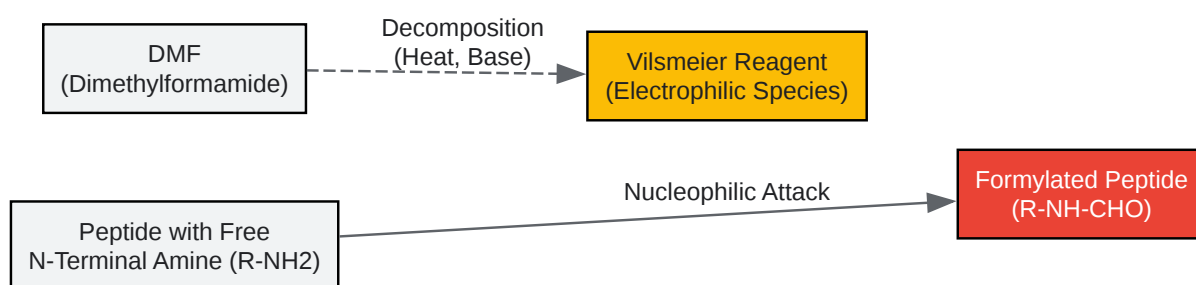 DMF
(Dimethylformamide)
Decomposition
(Heat, Base)
Vilsmeier Reagent
(Electrophilic Species)
Peptide with Free
N-Terminal Amine (R-NH2)
Nucleophilic Attack
Formylated Peptide
(R-NH-CHO)